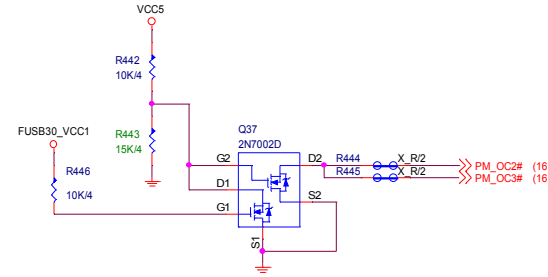 VCC5
R442
10K/4
FUSB30_VCC1
R443
15K/4
Q37
2N7002D
R446
10K/4
G2
D2
R444
X_R/2
PM_OC2# (16
D1
R445
X_R/2
PM_OC3# (16
G1
S2
S1